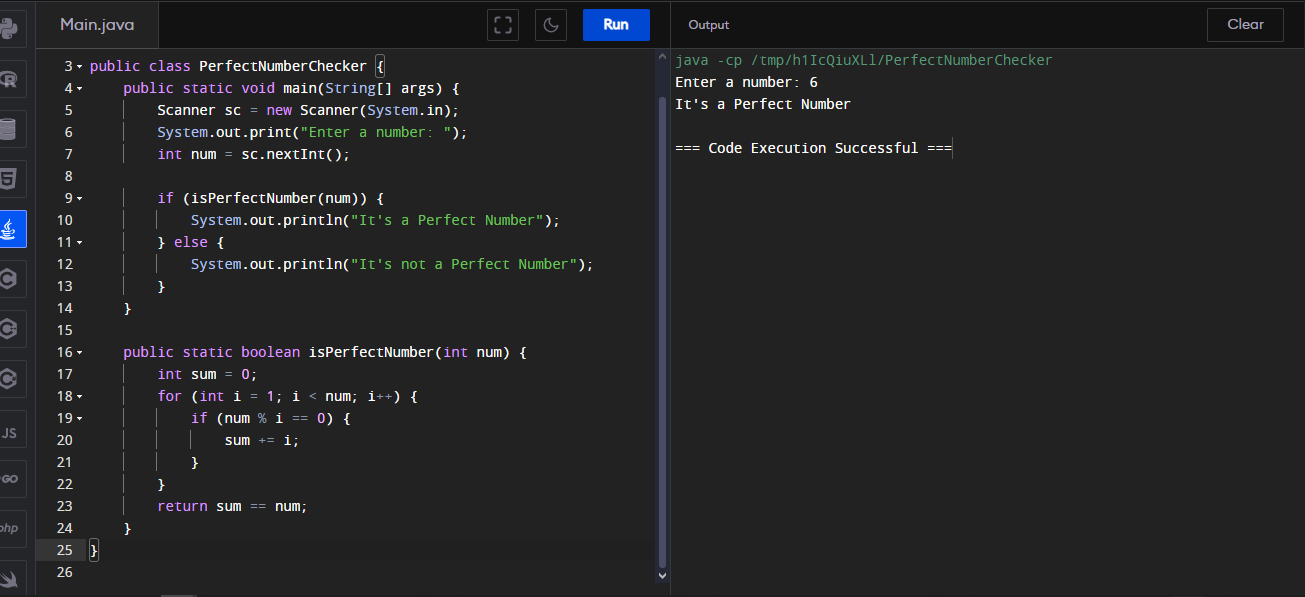 Main.java
Run
Output
Clear
3 public class PerfectNumberChecker {
4     public static void main(String[] args) {
5         Scanner sc = new Scanner(System.in);
6         System.out.print("Enter a number: ");
7         int num = sc.nextInt();
8
9         if (isPerfectNumber(num)) {
10             System.out.println("It's a Perfect Number");
11         } else {
12             System.out.println("It's not a Perfect Number");
13         }
14     }
15
16     public static boolean isPerfectNumber(int num) {
17         int sum = 0;
18         for (int i = 1; i < num; i++) {
19             if (num % i == 0) {
20                 sum += i;
21             }
22         }
23         return sum == num;
24     }
25 }
26
java -cp /tmp/h1IcQiuXLl/PerfectNumberChecker
Enter a number: 6
It's a Perfect Number
=== Code Execution Successful ===
R
5
C
C
C
JS
GO
php